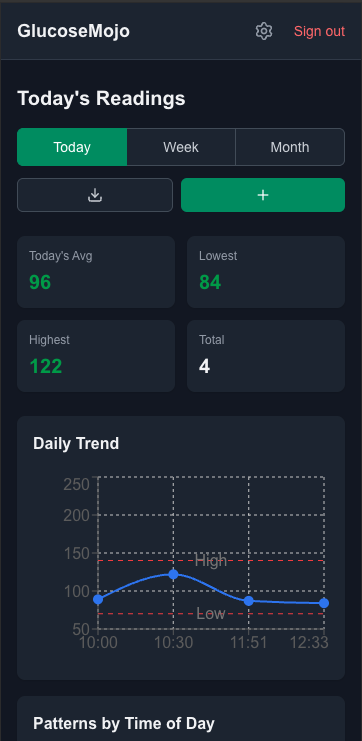 GlucoseMojo Sign out
Today's Readings
Today Week Month
+
Today's Avg Lowest
96 84
Highest Total
122 4
Daily Trend
250
200
150
High
100
Low
50
10:00 10:30 11:51 12:33
Patterns by Time of Day